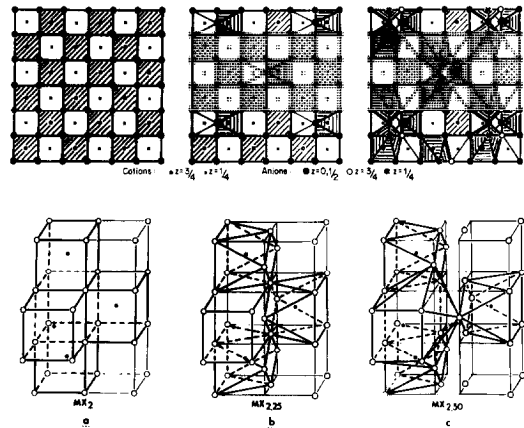 Cations: z=3/4 z=1/4 Anions: z=0,1/2 z=3/4 z=1/4
MX2 MX2,25 MX2,50
a b c